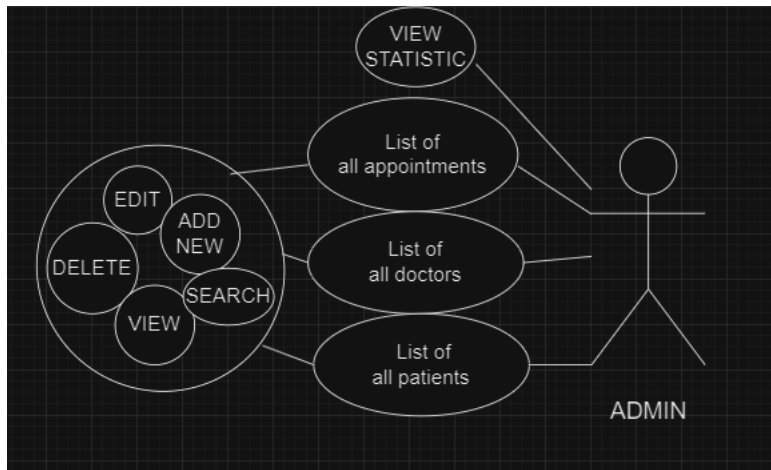 VIEW
STATISTIC
List of
all appointments
EDIT
ADD
NEW
DELETE
SEARCH
VIEW
List of
all doctors
List of
all patients
ADMIN